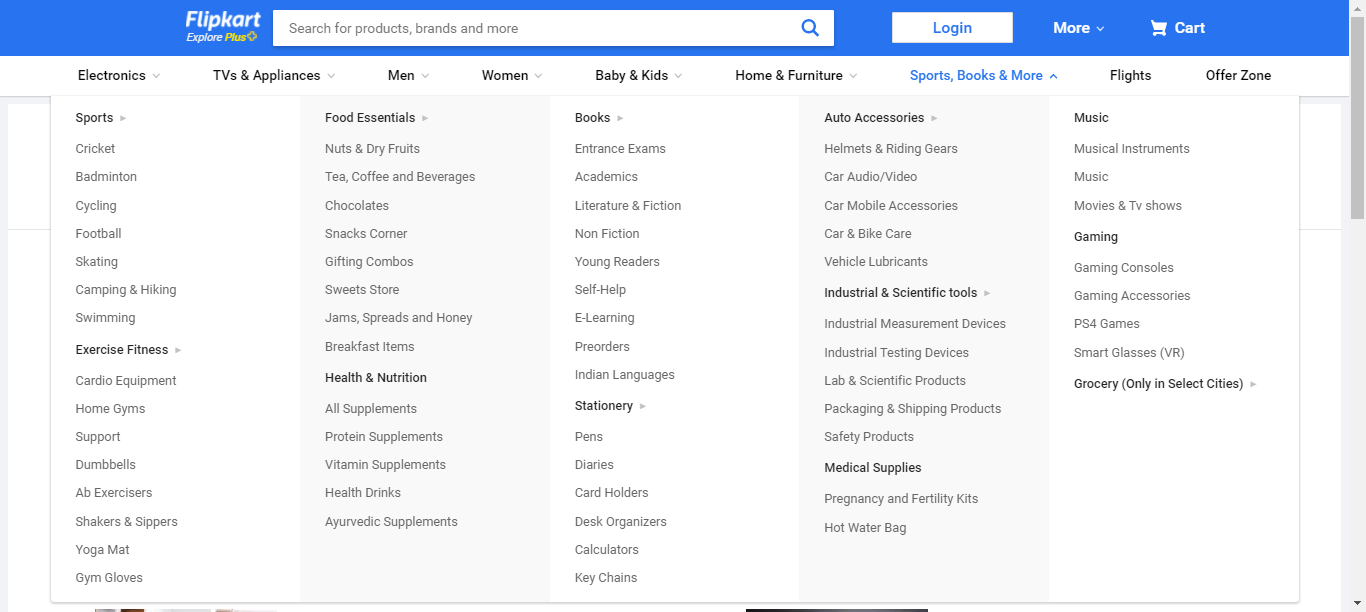 Flipkart
Explore Plus
Search for products, brands and more
Login
More
Cart
Electronics
TVs & Appliances
Men
Women
Baby & Kids
Home & Furniture
Sports, Books & More
Flights
Offer Zone
Sports
Cricket
Badminton
Cycling
Football
Skating
Camping & Hiking
Swimming
Exercise Fitness
Cardio Equipment
Home Gyms
Support
Dumbbells
Ab Exercisers
Shakers & Sippers
Yoga Mat
Gym Gloves
Food Essentials
Nuts & Dry Fruits
Tea, Coffee and Beverages
Chocolates
Snacks Corner
Gifting Combos
Sweets Store
Jams, Spreads and Honey
Breakfast Items
Health & Nutrition
All Supplements
Protein Supplements
Vitamin Supplements
Health Drinks
Ayurvedic Supplements
Books
Entrance Exams
Academics
Literature & Fiction
Non Fiction
Young Readers
Self-Help
E-Learning
Preorders
Indian Languages
Stationery
Pens
Diaries
Card Holders
Desk Organizers
Calculators
Key Chains
Auto Accessories
Helmets & Riding Gears
Car Audio/Video
Car Mobile Accessories
Car & Bike Care
Vehicle Lubricants
Industrial & Scientific tools
Industrial Measurement Devices
Industrial Testing Devices
Lab & Scientific Products
Packaging & Shipping Products
Safety Products
Medical Supplies
Pregnancy and Fertility Kits
Hot Water Bag
Music
Musical Instruments
Music
Movies & Tv shows
Gaming
Gaming Consoles
Gaming Accessories
PS4 Games
Smart Glasses (VR)
Grocery (Only in Select Cities)